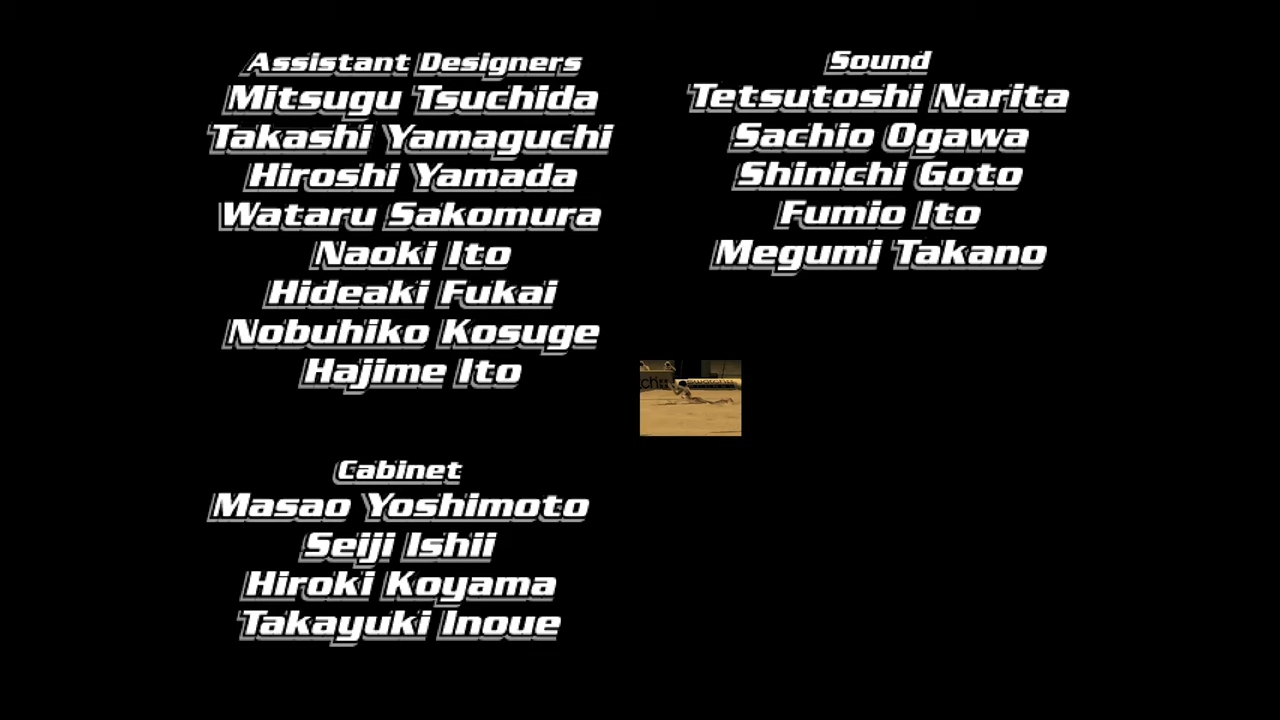 Assistant Designers
Mitsugu Tsuchida
Takashi Yamaguchi
Hiroshi Yamada
Wataru Sakomura
Naoki Ito
Hideaki Fukai
Nobuhiko Kosuge
Hajime Ito
Cabinet
Masao Yoshimoto
Seiji Ishii
Hiroki Koyama
Takayuki Inoue
Sound
Tetsutoshi Narita
Sachio Ogawa
Shinichi Goto
Fumio Ito
Megumi Takano
swatch